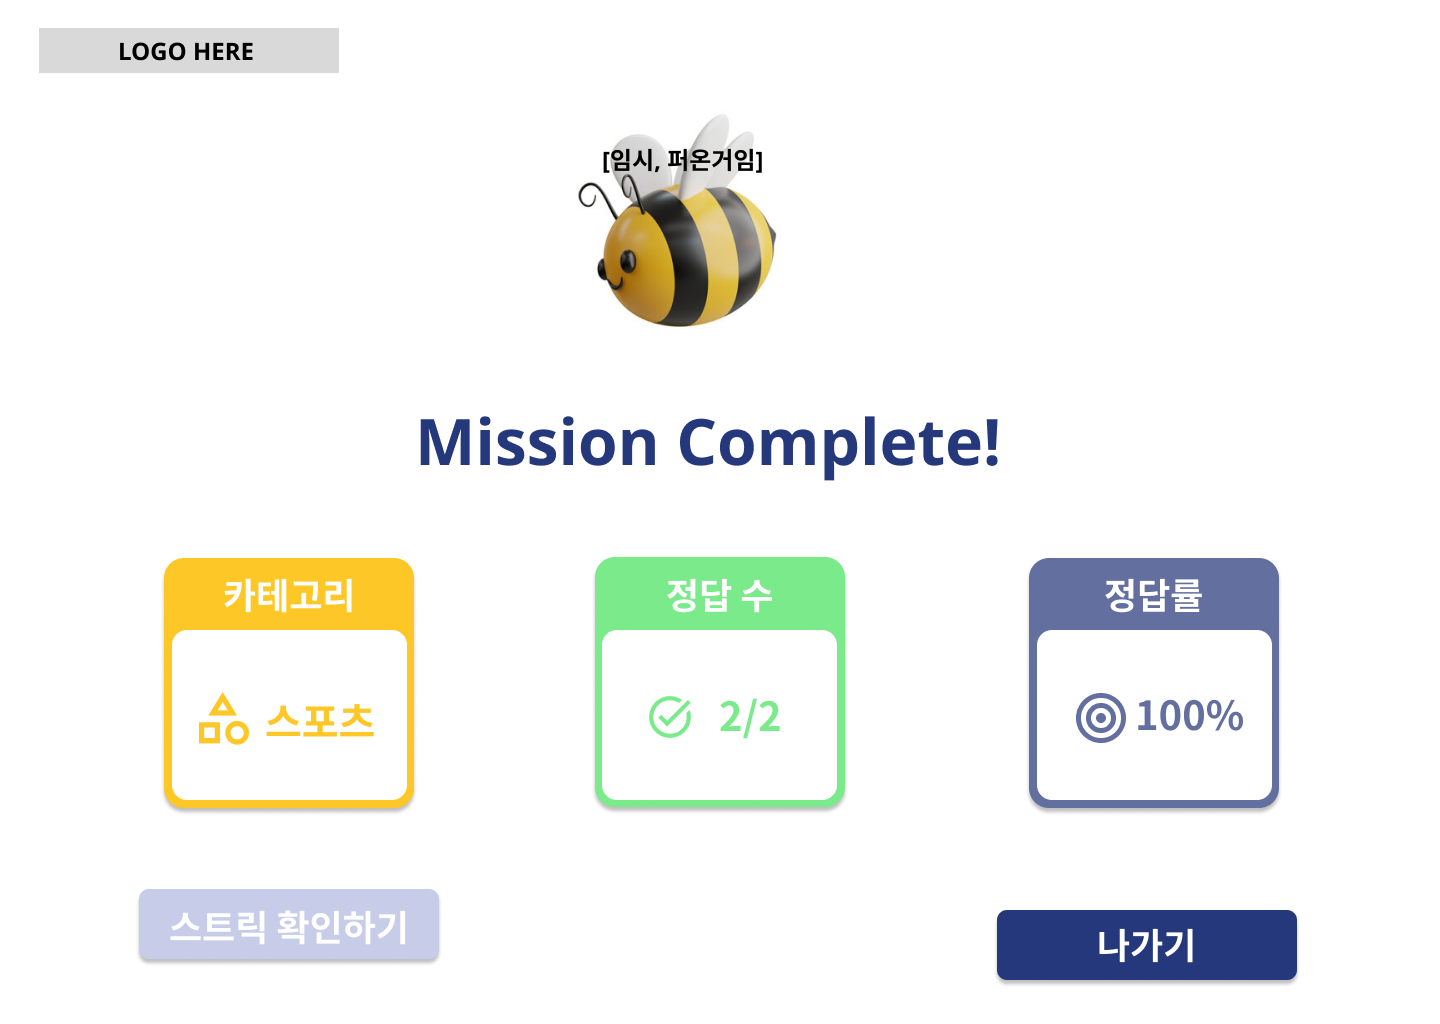 LOGO HERE
[임시, 퍼온거임]
Mission Complete!
카테고리
스포츠
정답 수
2/2
정답률
100%
스트릭 확인하기
나가기